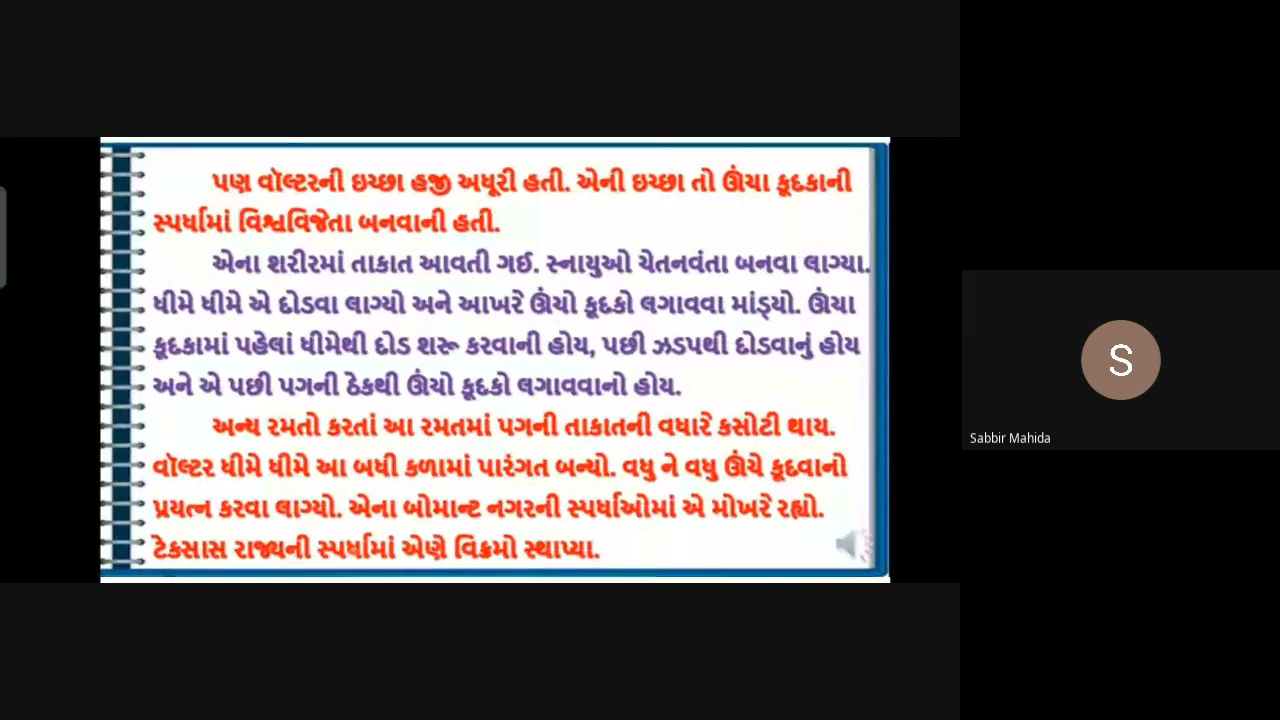 પણ વૉલ્ટરની ઇચ્છા હજી અધૂરી હતી. એની ઇચ્છા તો ઊંચા કૂદકાની
સ્પર્ધામાં વિશ્વવિજેતા બનવાની હતી.
એના શરીરમાં તાકાત આવતી ગઈ. સ્નાયુઓ ચેતનવંતા બનવા લાગ્યા.
ધીમે ધીમે એ દોડવા લાગ્યો અને આખરે ઊંચો કૂદકો લગાવવા માંડ્યો. ઊંચા
કૂદકામાં પહેલાં ધીમેથી દોડ શરૂ કરવાની હોય, પછી ઝડપથી દોડવાનું હોય
અને એ પછી પગની ઠેકથી ઊંચો કૂદકો લગાવવાનો હોય.
અન્ય રમતો કરતાં આ રમતમાં પગની તાકાતની વધારે કસોટી થાય.
વૉલ્ટર ધીમે ધીમે આ બધી કળામાં પારંગત બન્યો. વધુ ને વધુ ઊંચે કૂદવાનો
પ્રયત્ન કરવા લાગ્યો. એના બોમાન્ટ નગરની સ્પર્ધાઓમાં એ મોખરે રહ્યો.
ટેકસાસ રાજ્યની સ્પર્ધામાં એણે વિક્રમો સ્થાપ્યા.
S
Sabbir Mahida